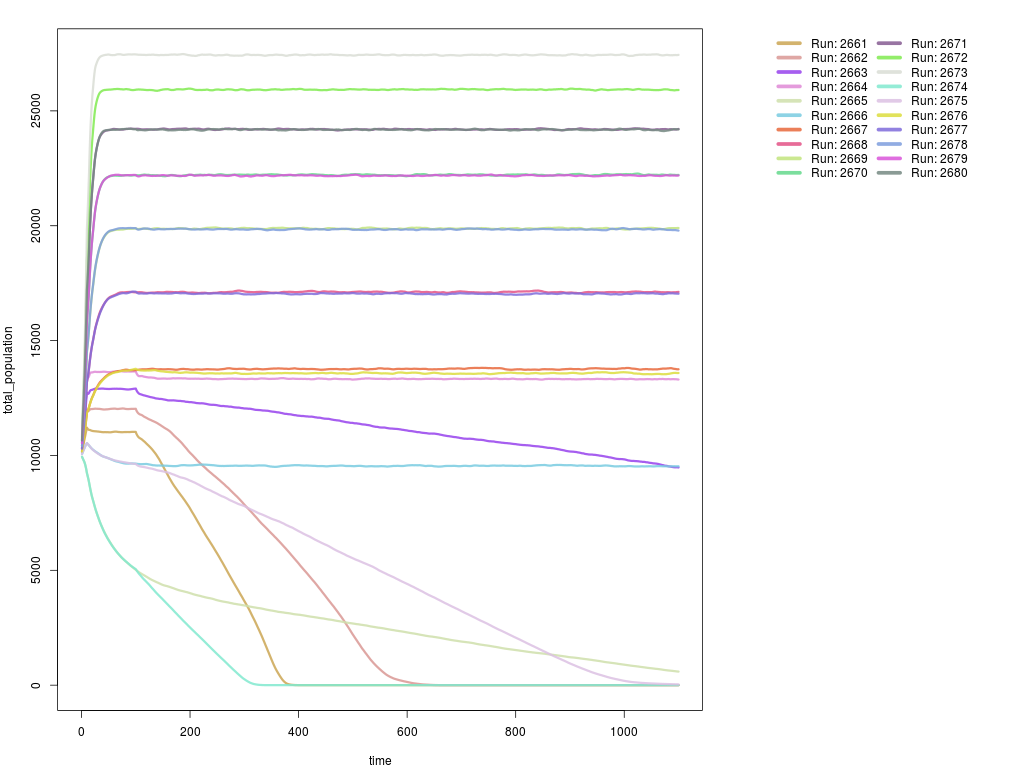 total_population
25000
20000
15000
10000
5000
0
0 200 400 600 800 1000
time
Run: 2661 Run: 2671
Run: 2662 Run: 2672
Run: 2663 Run: 2673
Run: 2664 Run: 2674
Run: 2665 Run: 2675
Run: 2666 Run: 2676
Run: 2667 Run: 2677
Run: 2668 Run: 2678
Run: 2669 Run: 2679
Run: 2670 Run: 2680